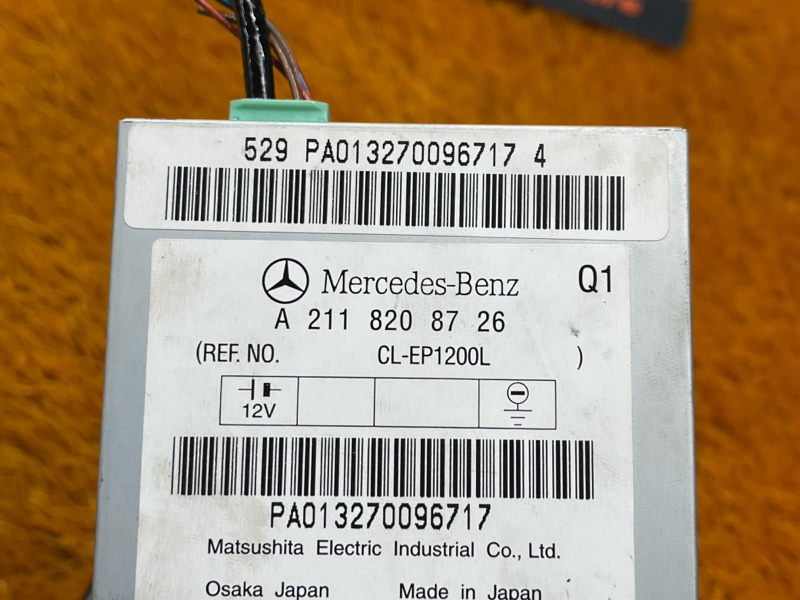 529 PA013270096717 4
Mercedes-Benz Q1
A 211 820 87 26
(REF. NO. CL-EP1200L )
12V
PA013270096717
Matsushita Electric Industrial Co., Ltd.
Osaka Japan Made in Japan